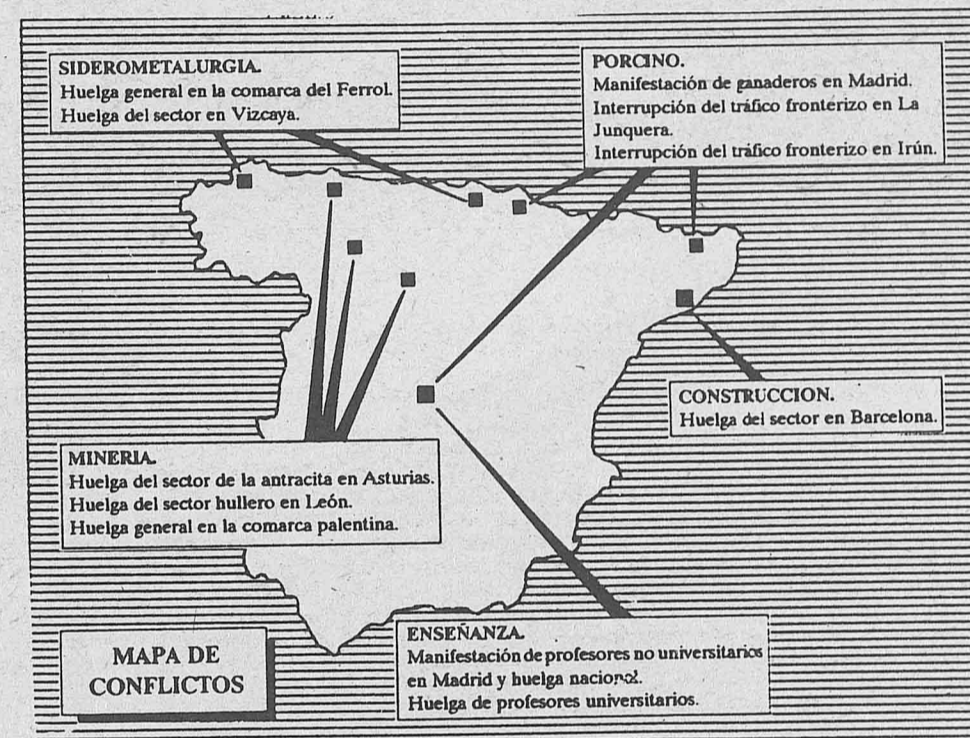 SIDEROMETALURGIA.
Huelga general en la comarca del Ferrol.
Huelga del sector en Vizcaya.
PORCINO.
Manifestación de ganaderos en Madrid.
Interrupción del tráfico fronterizo en La
Junquera.
Interrupción del tráfico fronterizo en Irún.
CONSTRUCCION.
Huelga del sector en Barcelona.
MINERIA.
Huelga del sector de la antracita en Asturias.
Huelga del sector hullero en León.
Huelga general en la comarca palentina.
ENSEÑANZA.
Manifestación de profesores no universitarios
en Madrid y huelga nacional.
Huelga de profesores universitarios.
MAPA DE
CONFLICTOS